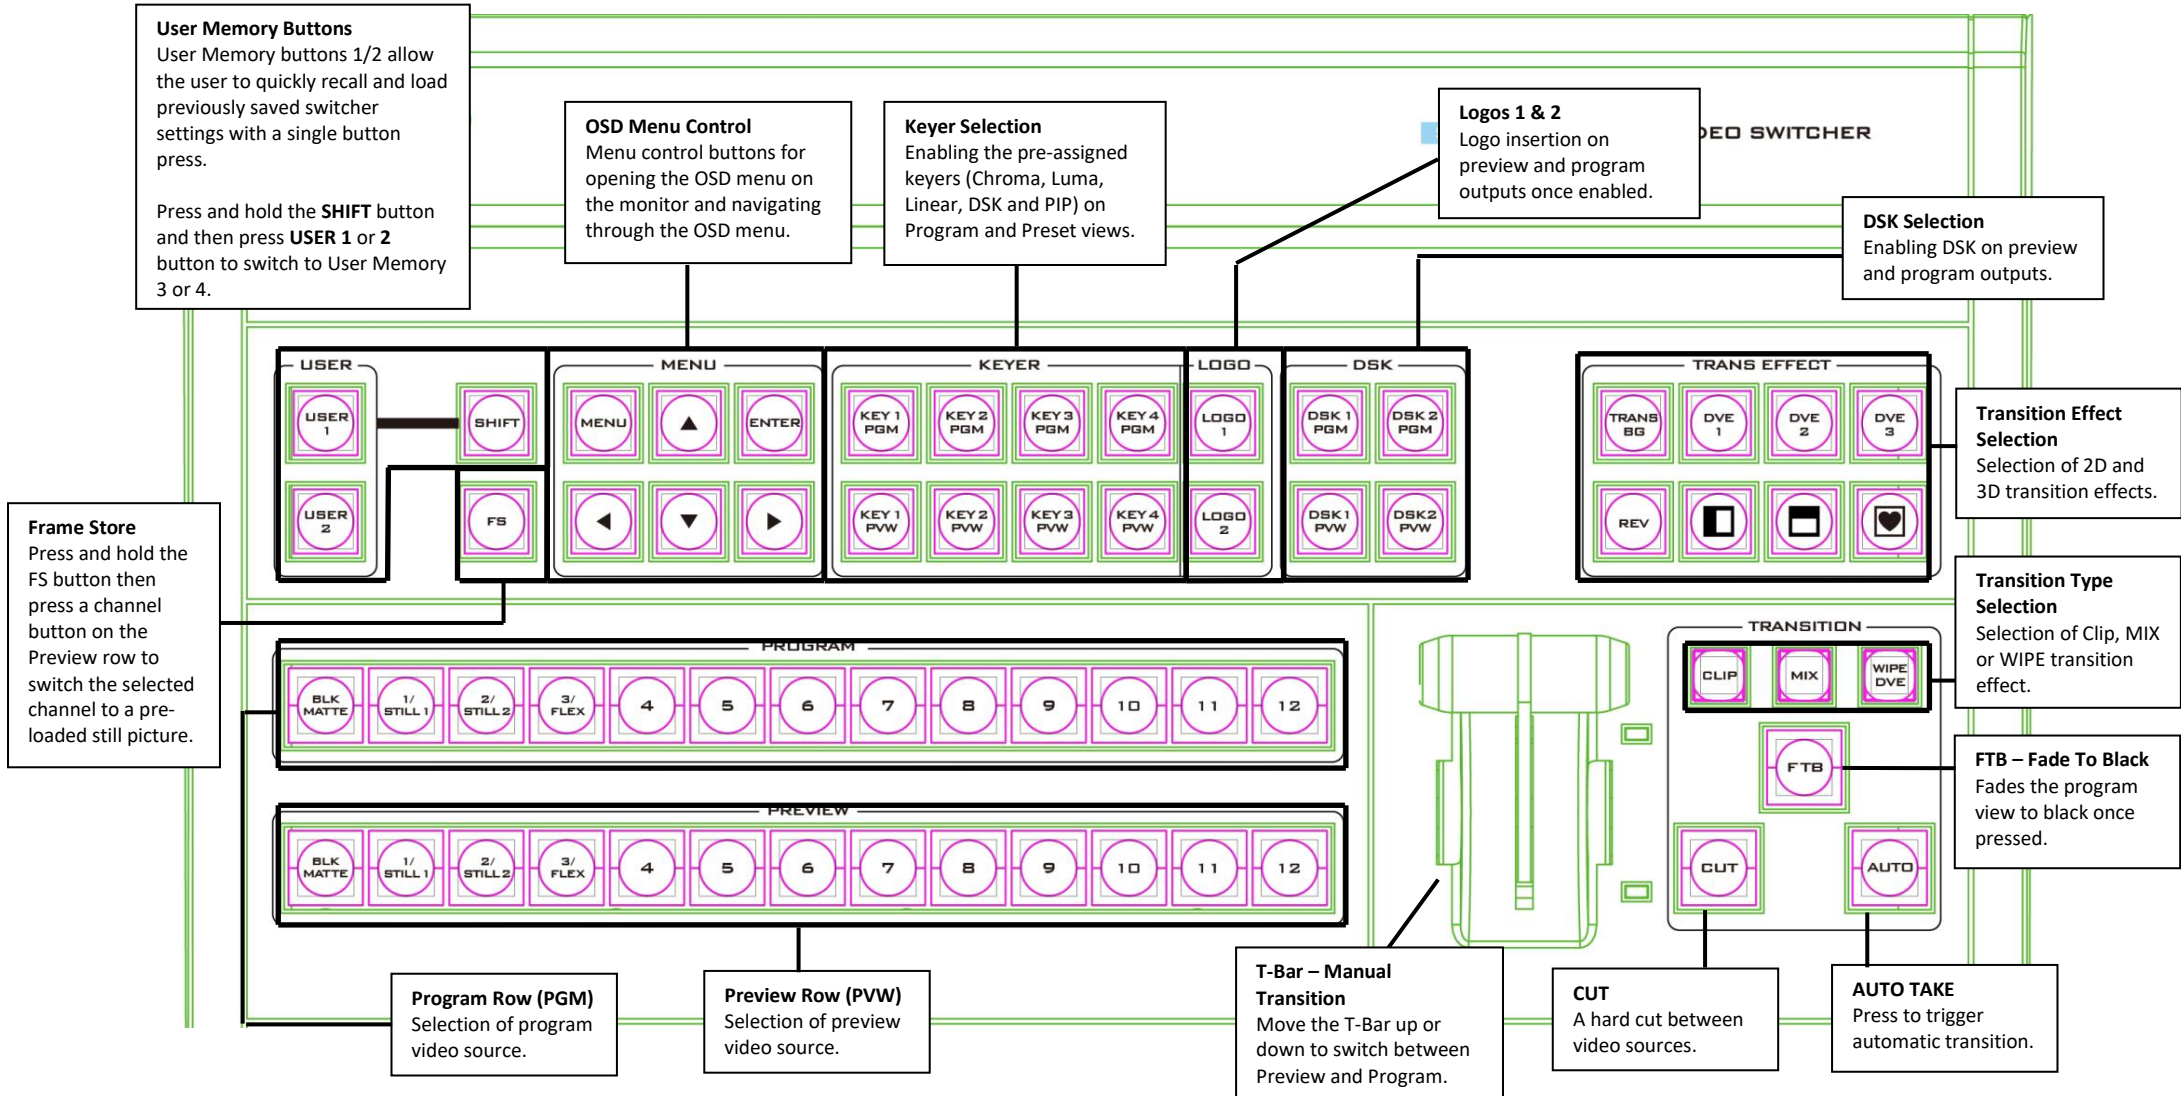 User Memory Buttons
User Memory buttons 1/2 allow
the user to quickly recall and load
previously saved switcher
settings with a single button
press.
Press and hold the SHIFT button
and then press USER 1 or 2
button to switch to User Memory
3 or 4.
OSD Menu Control
Menu control buttons for
opening the OSD menu on
the monitor and navigating
through the OSD menu.
Keyer Selection
Enabling the pre-assigned
keyers (Chroma, Luma,
Linear, DSK and PIP) on
Program and Preset views.
Logos 1 & 2
Logo insertion on
preview and program
outputs once enabled.
DEO SWITCHER
DSK Selection
Enabling DSK on preview
and program outputs.
USER
MENU
KEYER
LOGO
DSK
TRANS EFFECT
USER
1
SHIFT
MENU
▲
ENTER
KEY 1
PGM
KEY 2
PGM
KEY 3
PGM
KEY 4
PGM
LOGO
1
DSK 1
PGM
DSK 2
PGM
TRANS
BG
DVE
1
DVE
2
DVE
3
USER
2
FS
◀
▼
▶
KEY 1
PVW
KEY 2
PVW
KEY 3
PVW
KEY 4
PVW
LOGO
2
DSK 1
PVW
DSK2
PVW
REV
Transition Effect
Selection
Selection of 2D and
3D transition effects.
Frame Store
Press and hold the
FS button then
press a channel
button on the
Preview row to
switch the selected
channel to a pre-
loaded still picture.
Transition Type
Selection
Selection of Clip, MIX
or WIPE transition
effect.
PROGRAM
BLK
MATTE
1/
STILL 1
2/
STILL 2
3/
FLEX
4
5
6
7
8
9
10
11
12
TRANSITION
CLIP
MIX
WIPE
DVE
FTB
FTB – Fade To Black
Fades the program
view to black once
pressed.
PREVIEW
BLK
MATTE
1/
STILL 1
2/
STILL 2
3/
FLEX
4
5
6
7
8
9
10
11
12
CUT
AUTO
Program Row (PGM)
Selection of program
video source.
Preview Row (PVW)
Selection of preview
video source.
T-Bar – Manual
Transition
Move the T-Bar up or
down to switch between
Preview and Program.
CUT
A hard cut between
video sources.
AUTO TAKE
Press to trigger
automatic transition.